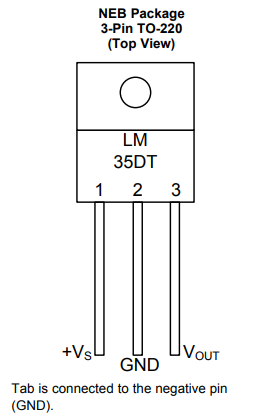 NEB Package
3-Pin TO-220
(Top View)
LM
35DT
1 2 3
+VS
GND
VOUT
Tab is connected to the negative pin
(GND).